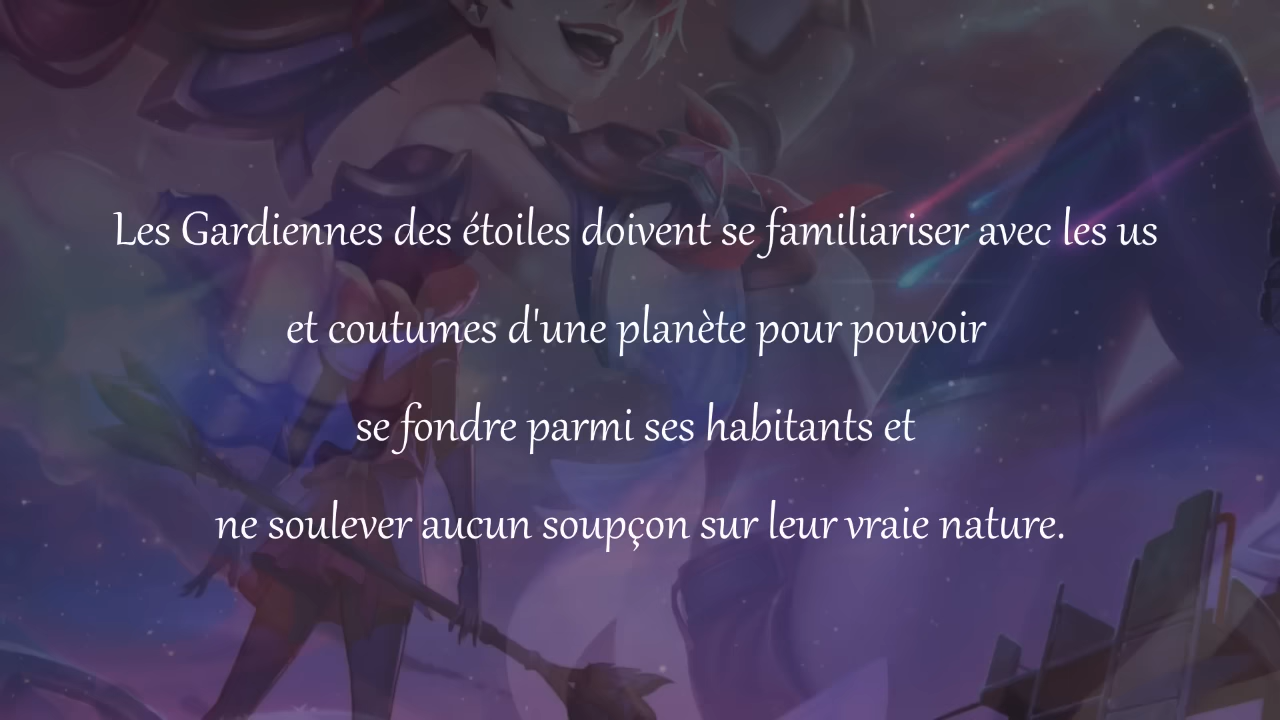 Les Gardiennes des étoiles doivent se familiariser avec les us
et coutumes d'une planète pour pouvoir
se fondre parmi ses habitants et
ne soulever aucun soupçon sur leur vraie nature.